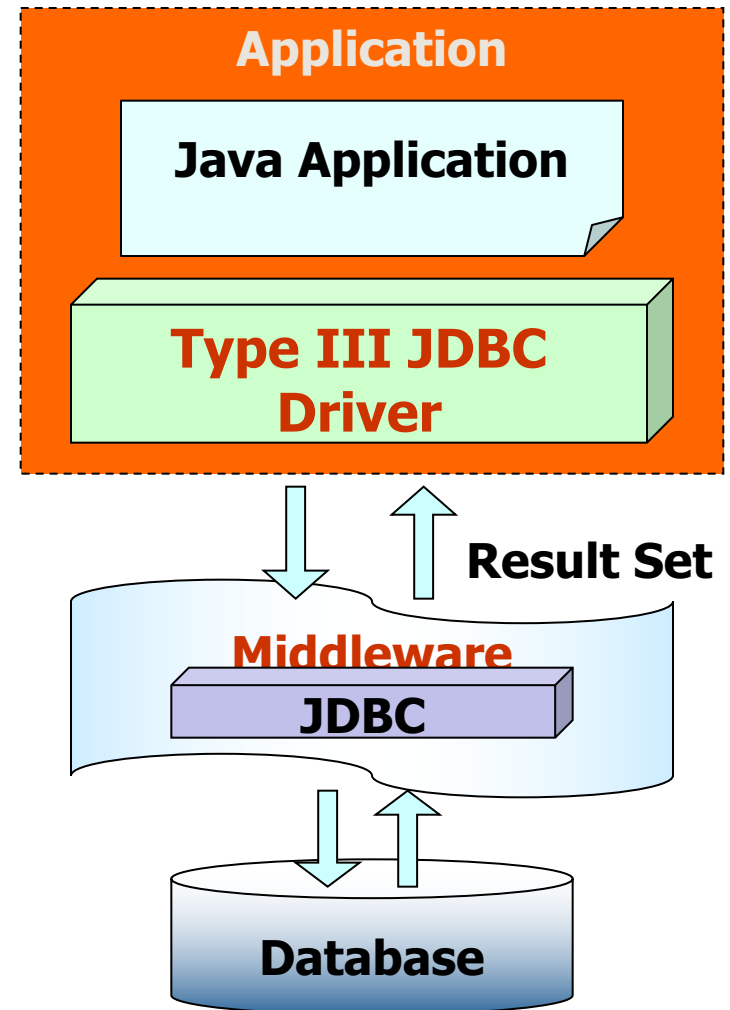 Application
Java Application
Type III JDBC
Driver
Result Set
Middleware
JDBC
Database